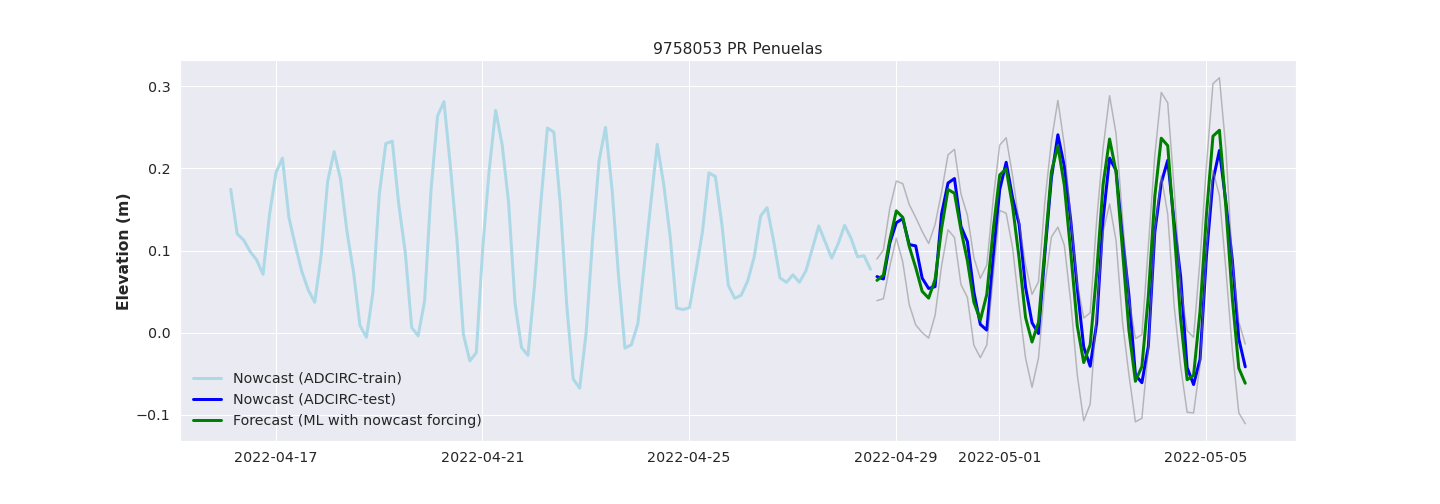 9758053 PR Penuelas
Elevation (m)
0.3
0.2
0.1
0.0
−0.1
Nowcast (ADCIRC-train)
Nowcast (ADCIRC-test)
Forecast (ML with nowcast forcing)
2022-04-17 2022-04-21 2022-04-25 2022-04-29 2022-05-01 2022-05-05